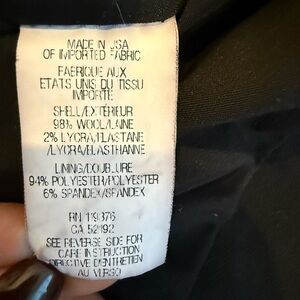 MADE IN USA
OF IMPORTED FABRIC
FABRIQUE AUX
ETATS UNIS DU TISSU
IMPORTE
SHELL/EXTERIEUR
98% WOOL/LAINE
2% LYCRA/ELASTANE
/LYCRA/ELASTHANNE
LINING/DOUBLURE
94% POLYESTER/POLYESTER
6% SPANDEX/SPANDEX
RN 119376
CA 52192
SEE REVERSE SIDE FOR
CARE INSTRUCTION
DIRECTIVE D'ENTRETIEN
AU VERSO